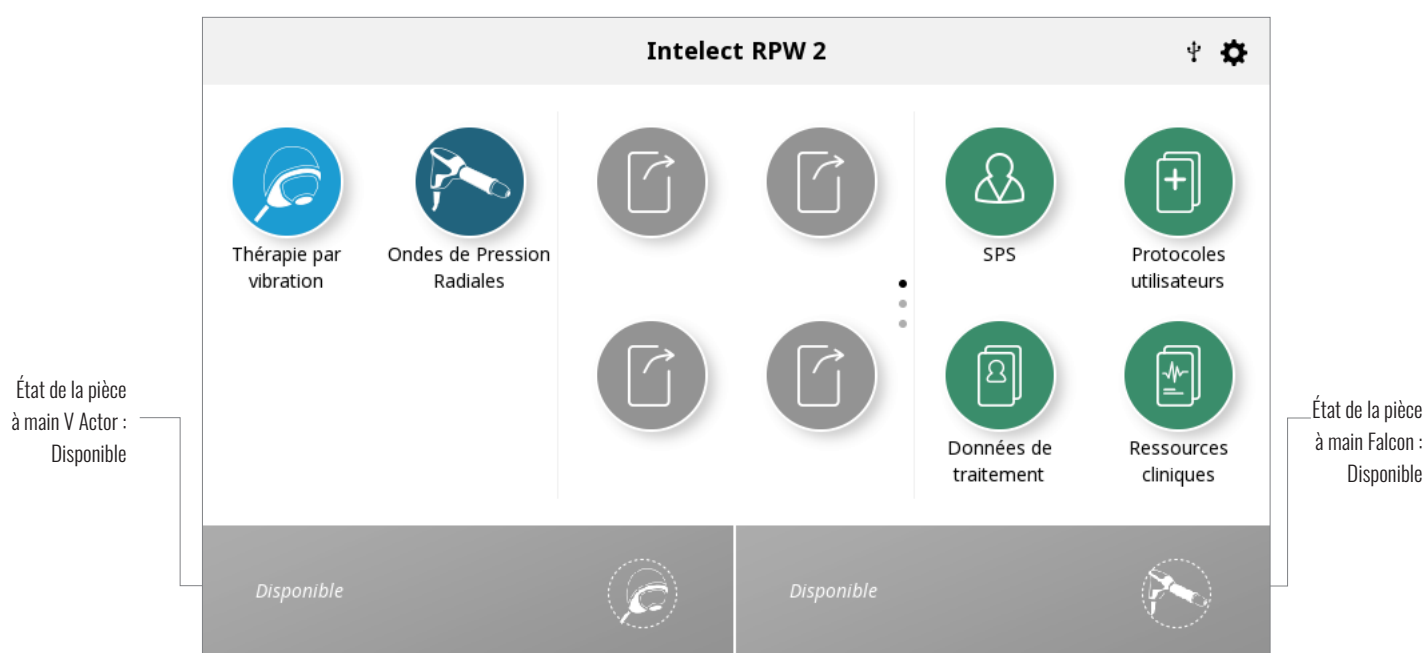 Intelect RPW 2
Thérapie par
vibration
Ondes de Pression
Radiales
SPS
Protocoles
utilisateurs
Données de
traitement
Ressources
cliniques
État de la pièce
à main V Actor :
Disponible
État de la pièce
à main Falcon :
Disponible
Disponible
Disponible